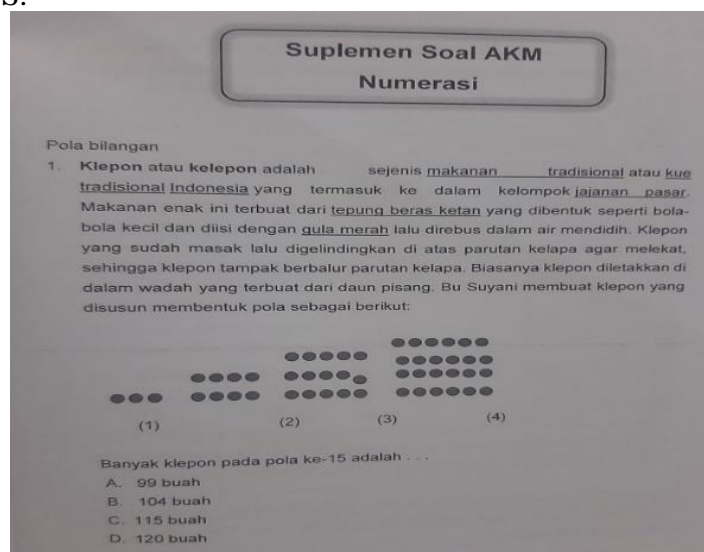 S.
Suplemen Soal AKM
Numerasi
Pola bilangan
1. Klepon atau kelepon adalah sejenis makanan tradisional atau kue
tradisional Indonesia yang termasuk ke dalam kelompok jajanan pasar.
Makanan enak ini terbuat dari tepung beras ketan yang dibentuk seperti bola-
bola kecil dan diisi dengan gula merah lalu direbus dalam air mendidih. Klepon
yang sudah masak lalu digelindingkan di atas parutan kelapa agar melekat,
sehingga klepon tampak berbalur parutan kelapa. Biasanya klepon diletakkan di
dalam wadah yang terbuat dari daun pisang. Bu Suyani membuat klepon yang
disusun membentuk pola sebagai berikut:
(1) (2) (3) (4)
Banyak klepon pada pola ke-15 adalah . . .
A. 99 buah
B. 104 buah
C. 115 buah
D. 120 buah